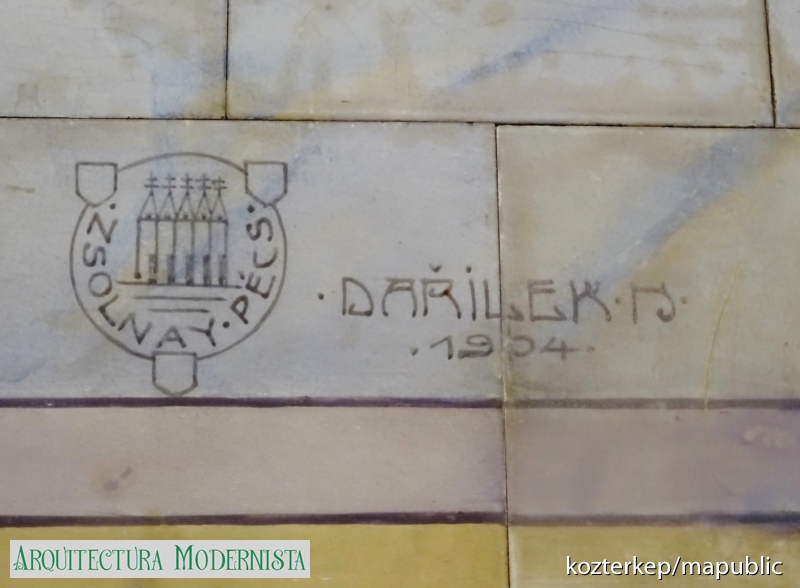 ·ZSOLNAY·PÉCS·
·DAŘILEK·H·
·1904·
ARQUITECTURA MODERNISTA
kozterkep/mapublic